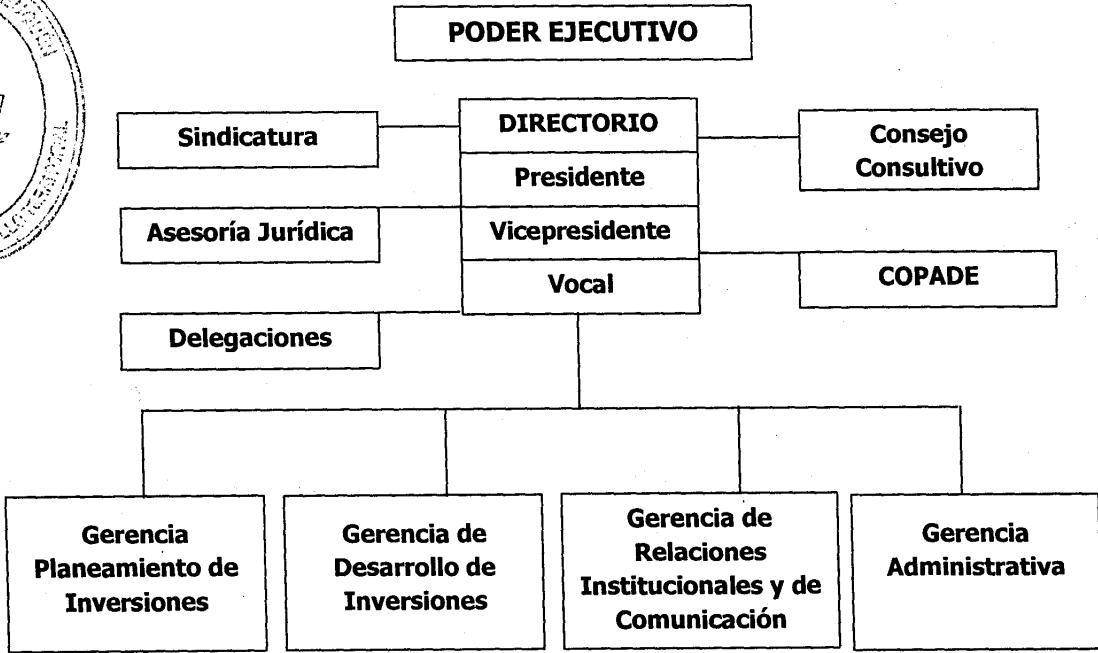 PODER EJECUTIVO
Sindicatura
DIRECTORIO
Consejo
Consultivo
Presidente
Asesoría Jurídica
Vicepresidente
Vocal
COPADE
Delegaciones
Gerencia
Planeamiento de
Inversiones
Gerencia de
Desarrollo de
Inversiones
Gerencia de
Relaciones
Institucionales y de
Comunicación
Gerencia
Administrativa